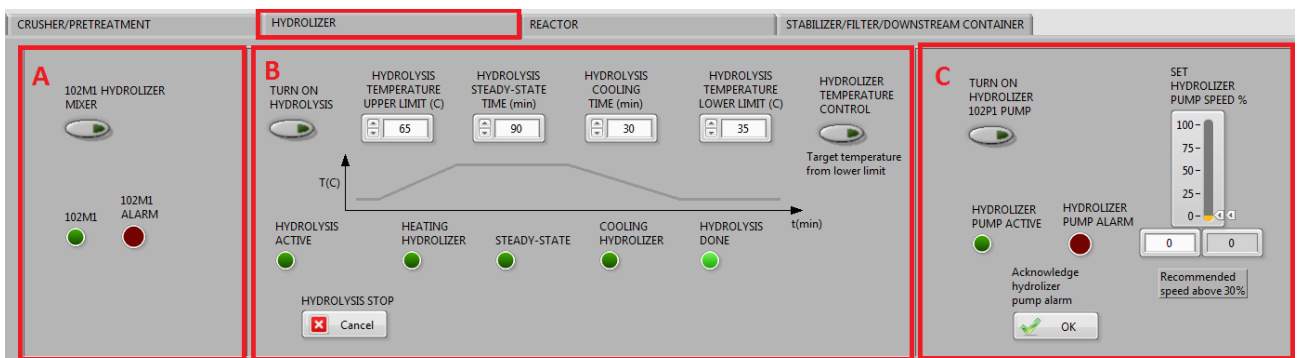 CRUSHER/PRETREATMENT
HYDROLIZER
REACTOR
STABILIZER/FILTER/DOWNSTREAM CONTAINER
A
102M1 HYDROLIZER
MIXER
102M1
102M1
ALARM
B
TURN ON
HYDROLYSIS
HYDROLYSIS
TEMPERATURE
UPPER LIMIT (C)
65
HYDROLYSIS
STEADY-STATE
TIME (min)
90
HYDROLYSIS
COOLING
TIME (min)
30
HYDROLYSIS
TEMPERATURE
LOWER LIMIT (C)
35
HYDROLIZER
TEMPERATURE
CONTROL
Target temperature
from lower limit
T(C)
t(min)
HYDROLYSIS
ACTIVE
HEATING
HYDROLIZER
STEADY-STATE
COOLING
HYDROLIZER
HYDROLYSIS
DONE
HYDROLYSIS STOP
Cancel
C
TURN ON
HYDROLIZER
102P1 PUMP
SET
HYDROLIZER
PUMP SPEED %
100
75
50
25
0
0
0
HYDROLIZER
PUMP ACTIVE
HYDROLIZER
PUMP ALARM
Acknowledge
hydrolizer
pump alarm
OK
Recommended
speed above 30%